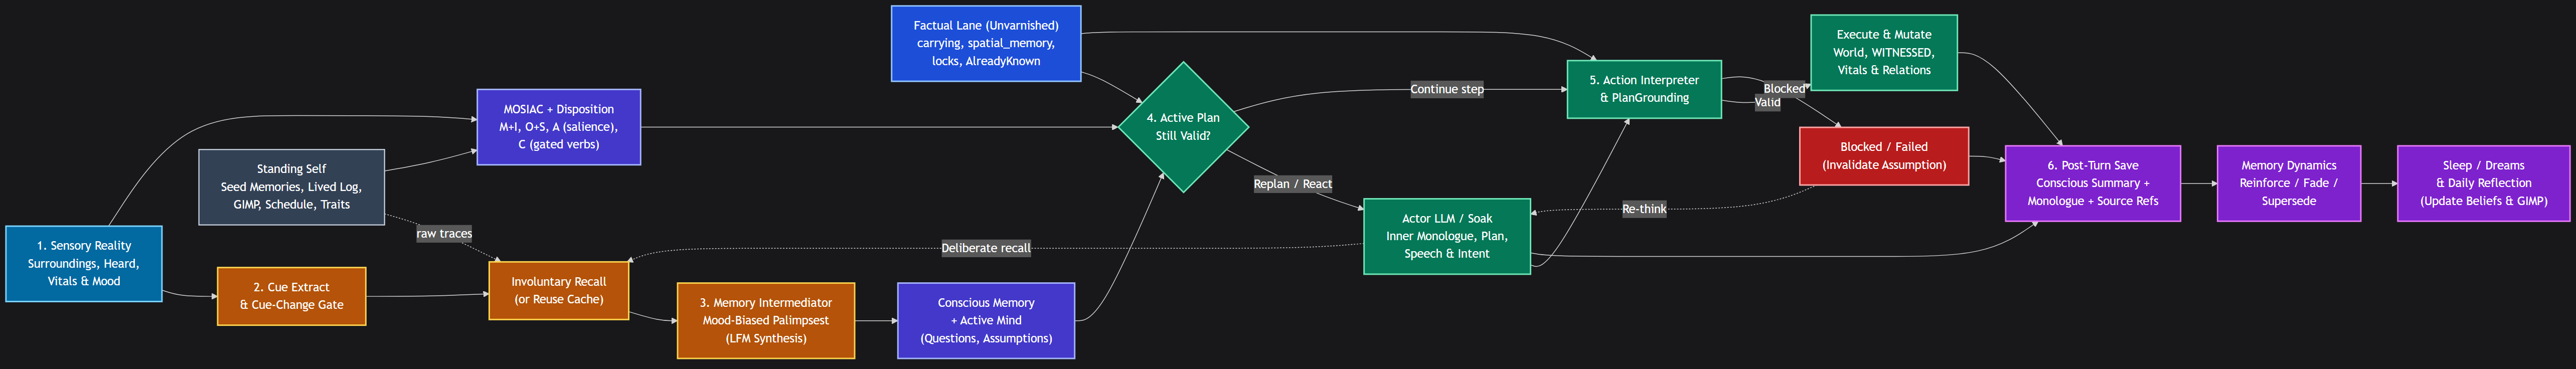 1. Sensory Reality
Surroundings, Heard,
Vitals & Mood
Standing Self
Seed Memories, Lived Log,
GIMP, Schedule, Traits
2. Cue Extract
& Cue-Change Gate
raw traces
MOSIAC + Disposition
M+I, O+S, A (salience),
C (gated verbs)
Involuntary Recall
(or Reuse Cache)
3. Memory Intermediator
Mood-Biased Palimpsest
(LFM Synthesis)
Factual Lane (Unvarnished)
carrying, spatial_memory,
locks, AlreadyKnown
Deliberate recall
Conscious Memory
+ Active Mind
(Questions, Assumptions)
4. Active Plan
Still Valid?
Replan / React
Continue step
Actor LLM / Soak
Inner Monologue, Plan,
Speech & Intent
5. Action Interpreter
& PlanGrounding
Re-think
Blocked
Valid
Execute & Mutate
World, WITNESSED,
Vitals & Relations
Blocked / Failed
(Invalidate Assumption)
6. Post-Turn Save
Conscious Summary +
Monologue + Source Refs
Memory Dynamics
Reinforce / Fade /
Supersede
Sleep / Dreams
& Daily Reflection
(Update Beliefs & GIMP)